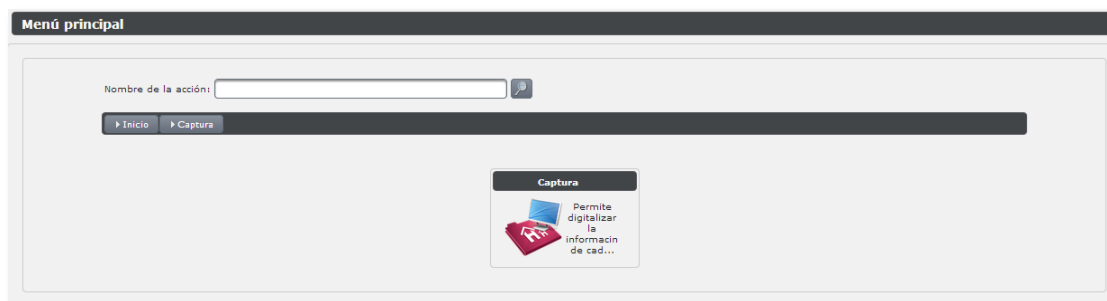 Menú principal
Nombre de la acción:
Inicio Captura
Captura
Permite
digitalizar
la
informacin
de cad...